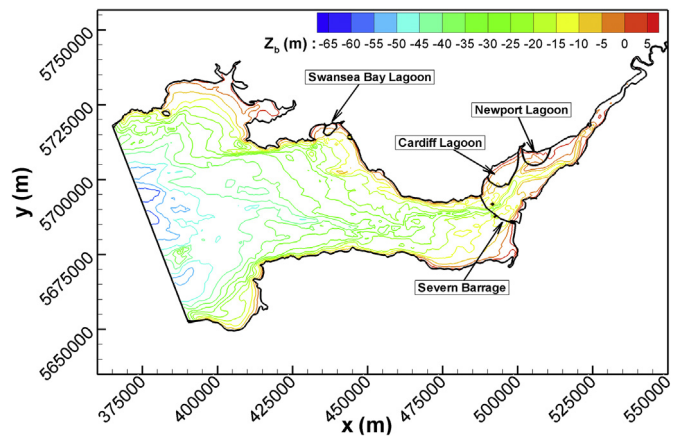 Z_b (m) : -65 -60 -55 -50 -45 -40 -35 -30 -25 -20 -15 -10 -5 0 5
Swansea Bay Lagoon
Newport Lagoon
Cardiff Lagoon
Severn Barrage
y (m)
5750000
5725000
5700000
5675000
5650000
375000 400000 425000 450000 475000 500000 525000 550000
x (m)